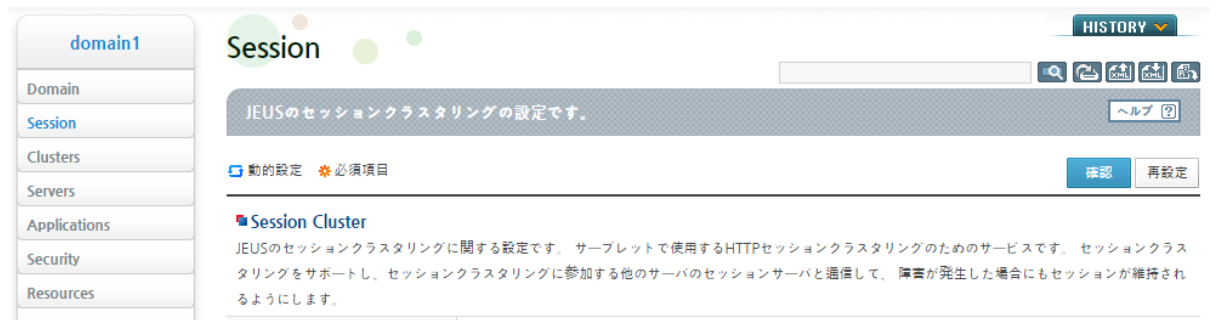 domain1
Domain
Session
Clusters
Servers
Applications
Security
Resources
Session
HISTORY
JEUSのセッションクラスタリングの設定です。
ヘルプ ?
動的設定 必須項目
確認 再設定
Session Cluster
JEUSのセッションクラスタリングに関する設定です。 サーブレットで使用するHTTPセッションクラスタリングのためのサービスです。 セッションクラス
タリングをサポートし、セッションクラスタリングに参加する他のサーバのセッションサーバと通信して、 障害が発生した場合にもセッションが維持され
るようにします。